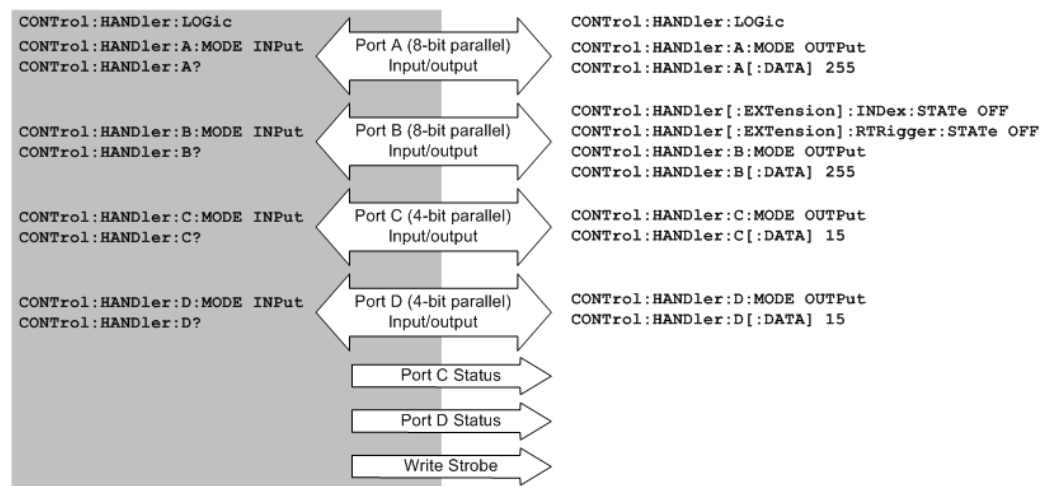 CONTrol:HANDler:LOGic
CONTrol:HANDler:A:MODE INPut
CONTrol:HANDler:A?
Port A (8-bit parallel)
Input/output
CONTrol:HANDler:LOGic
CONTrol:HANDler:A:MODE OUTPut
CONTrol:HANDler:A[:DATA] 255
CONTrol:HANDler:B:MODE INPut
CONTrol:HANDler:B?
Port B (8-bit parallel)
Input/output
CONTrol:HANDler[:EXTension]:INDex:STATe OFF
CONTrol:HANDler[:EXTension]:RTRigger:STATe OFF
CONTrol:HANDler:B:MODE OUTPut
CONTrol:HANDler:B[:DATA] 255
CONTrol:HANDler:C:MODE INPut
CONTrol:HANDler:C?
Port C (4-bit parallel)
Input/output
CONTrol:HANDler:C:MODE OUTPut
CONTrol:HANDler:C[:DATA] 15
CONTrol:HANDler:D:MODE INPut
CONTrol:HANDler:D?
Port D (4-bit parallel)
Input/output
CONTrol:HANDler:D:MODE OUTPut
CONTrol:HANDler:D[:DATA] 15
Port C Status
Port D Status
Write Strobe